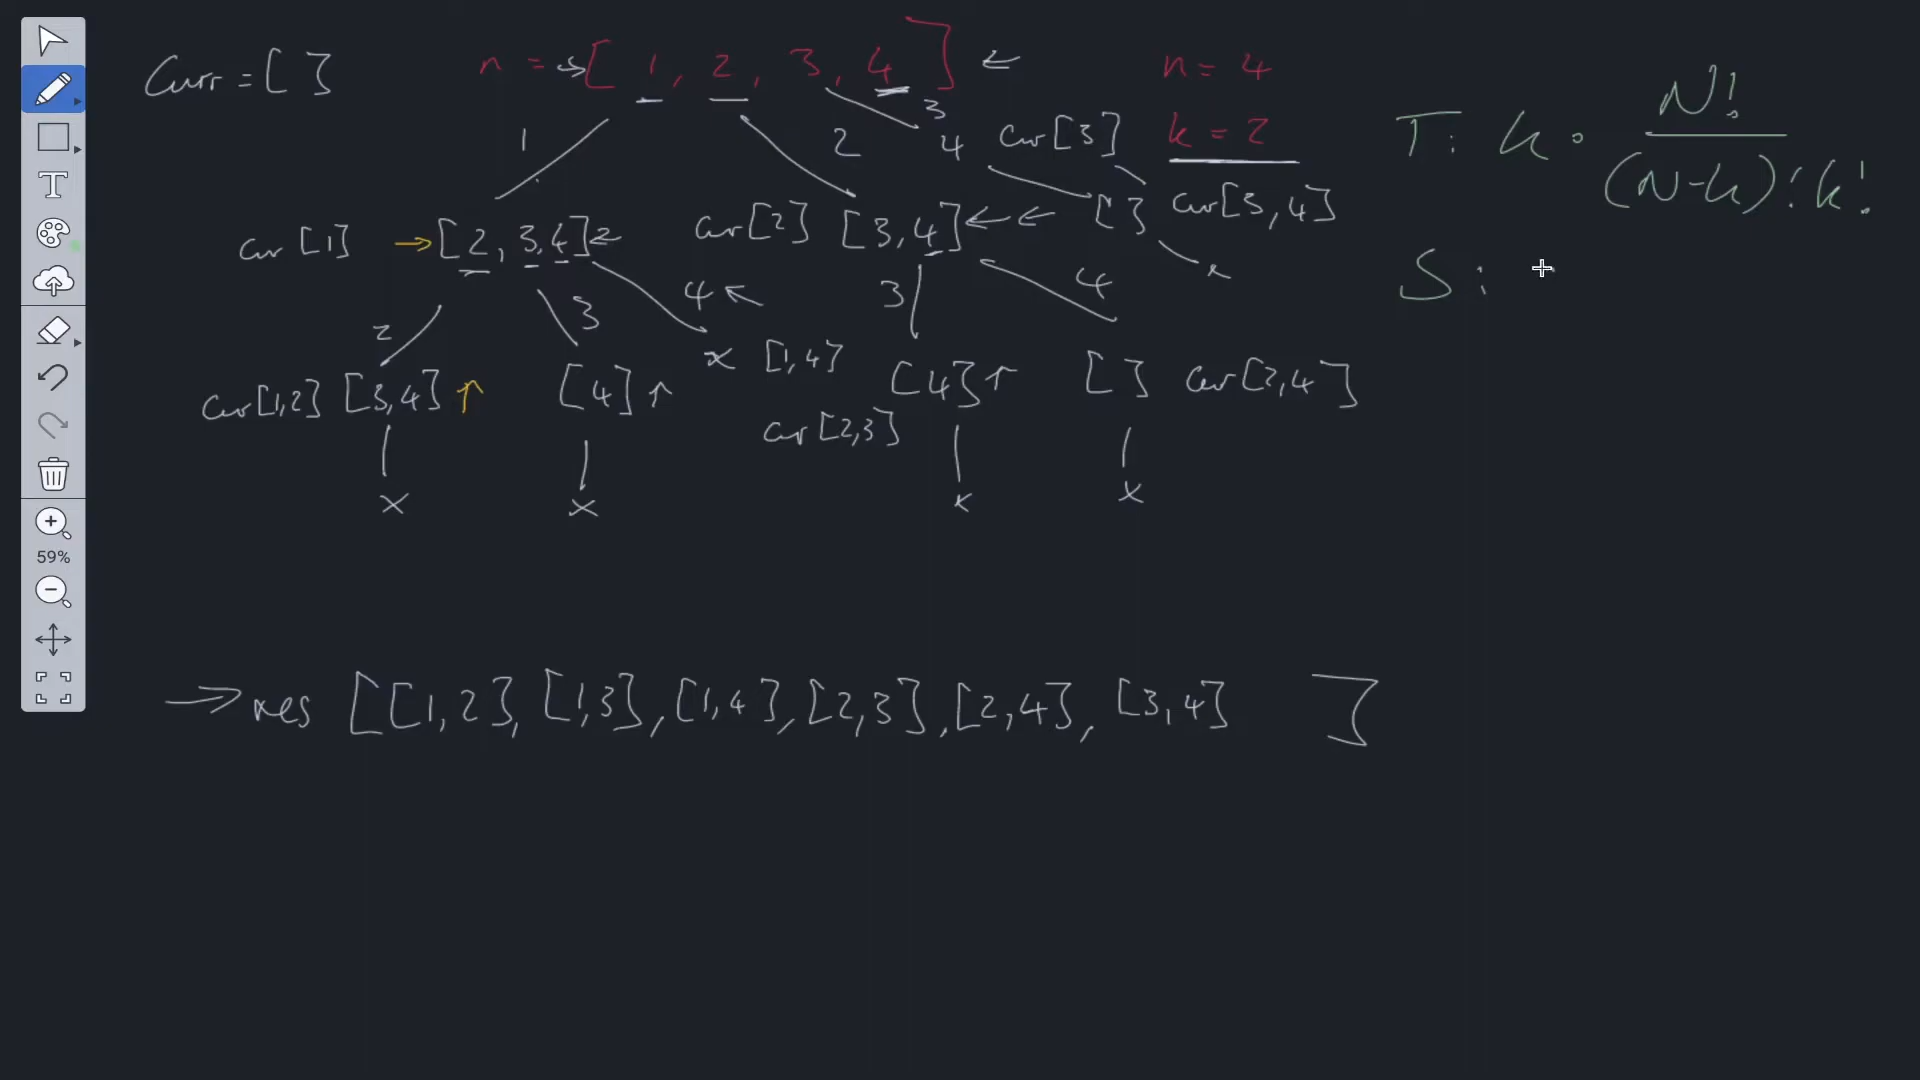 Curr = [ ]
n = [ 1, 2, 3, 4 ]
n = 4
k = 2
T: k · N! / (N-k)! k!
S:
1
2
3
4
cur[3]
cur [1]
[2, 3, 4]
cur[2]
[3, 4]
[ ]
cur[3, 4]
x
2
3
4
3
4
cur[1,2]
[3,4]
[4]
x
[1,4]
[4]
[ ]
cur[2,4]
cur[2,3]
x
x
x
x
res [[1,2], [1,3], [1,4], [2,3], [2,4], [3,4] ]
59%